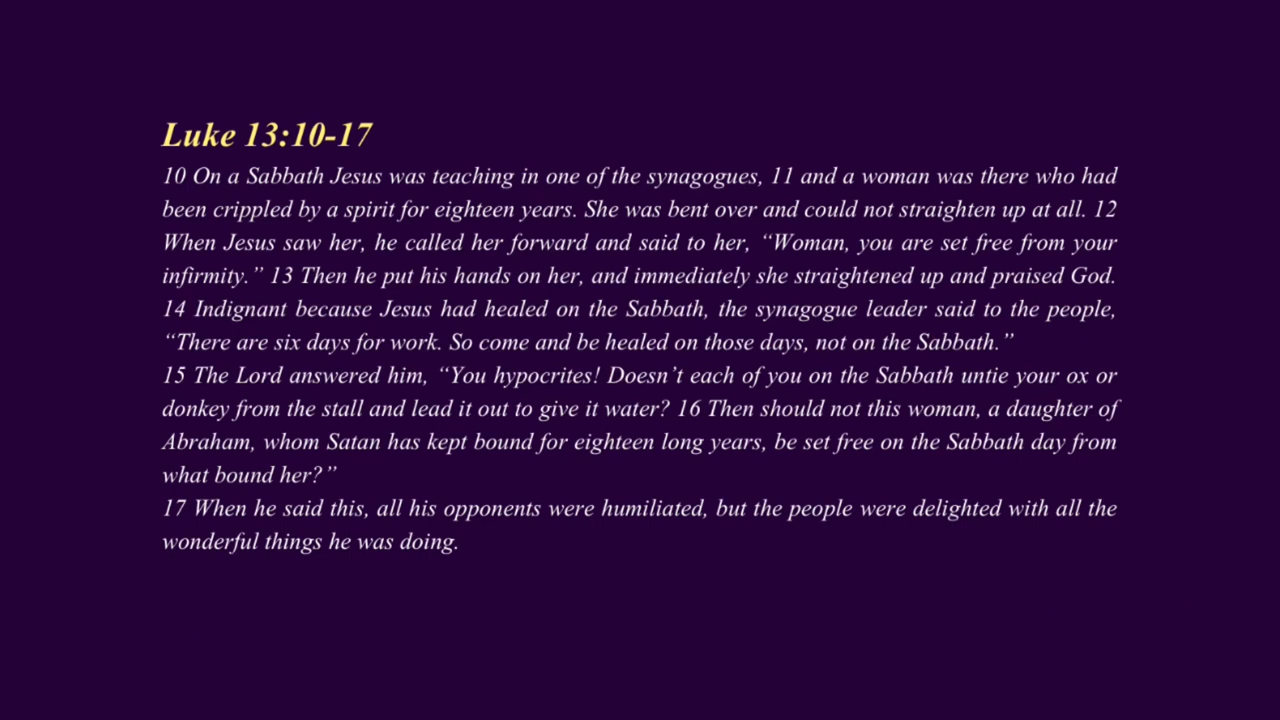 Luke 13:10-17
10 On a Sabbath Jesus was teaching in one of the synagogues, 11 and a woman was there who had
been crippled by a spirit for eighteen years. She was bent over and could not straighten up at all. 12
When Jesus saw her, he called her forward and said to her, “Woman, you are set free from your
infirmity.” 13 Then he put his hands on her, and immediately she straightened up and praised God.
14 Indignant because Jesus had healed on the Sabbath, the synagogue leader said to the people,
“There are six days for work. So come and be healed on those days, not on the Sabbath.”
15 The Lord answered him, “You hypocrites! Doesn’t each of you on the Sabbath untie your ox or
donkey from the stall and lead it out to give it water? 16 Then should not this woman, a daughter of
Abraham, whom Satan has kept bound for eighteen long years, be set free on the Sabbath day from
what bound her?”
17 When he said this, all his opponents were humiliated, but the people were delighted with all the
wonderful things he was doing.